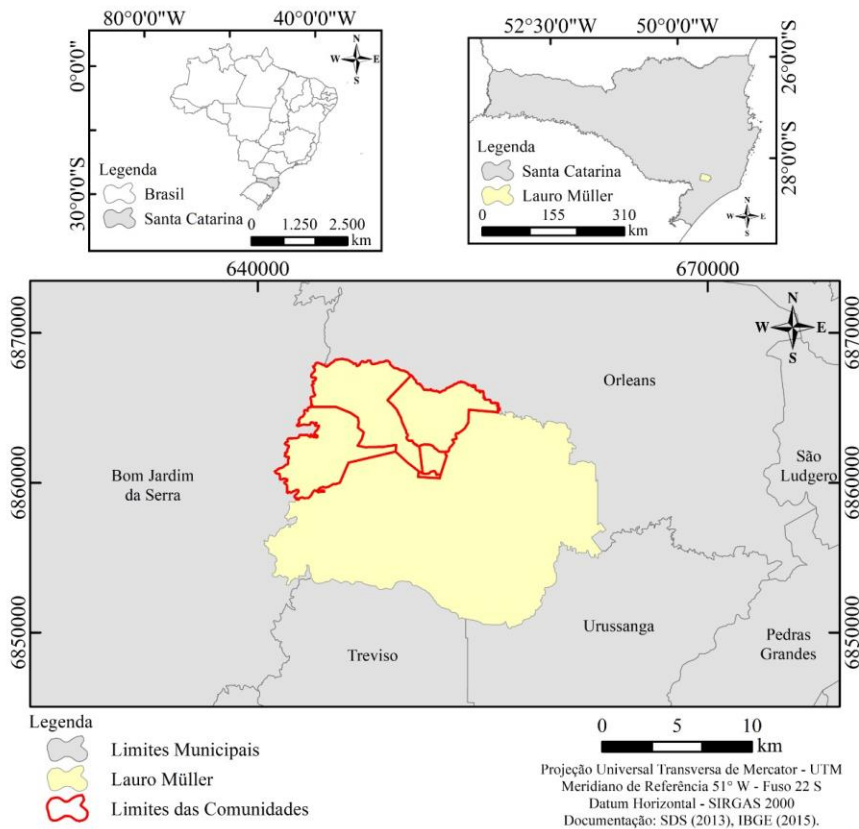 80°0'0"S
40°0'0"S
0°0'0"
30°0'0"S
N
W
E
S
Legenda
Brasil
Santa Catarina
0
1.250
2.500
km
52°30'0"S
50°0'0"S
26°0'0"S
28°0'0"S
Legenda
Santa Catarina
Lauro Müller
0
155
310
km
N
W
E
S
640000
670000
6870000
6860000
6850000
6870000
6860000
6850000
N
W
E
S
Orleans
São
Ludgero
Bom Jardim
da Serra
Urussanga
Pedras
Grandes
Treviso
Legenda
Limites Municipais
Lauro Müller
Limites das Comunidades
0
5
10
km
Projeção Universal Transversa de Mercator - UTM
Meridiano de Referência 51° W - Fuso 22 S
Datum Horizontal - SIRGAS 2000
Documentação: SDS (2013), IBGE (2015).